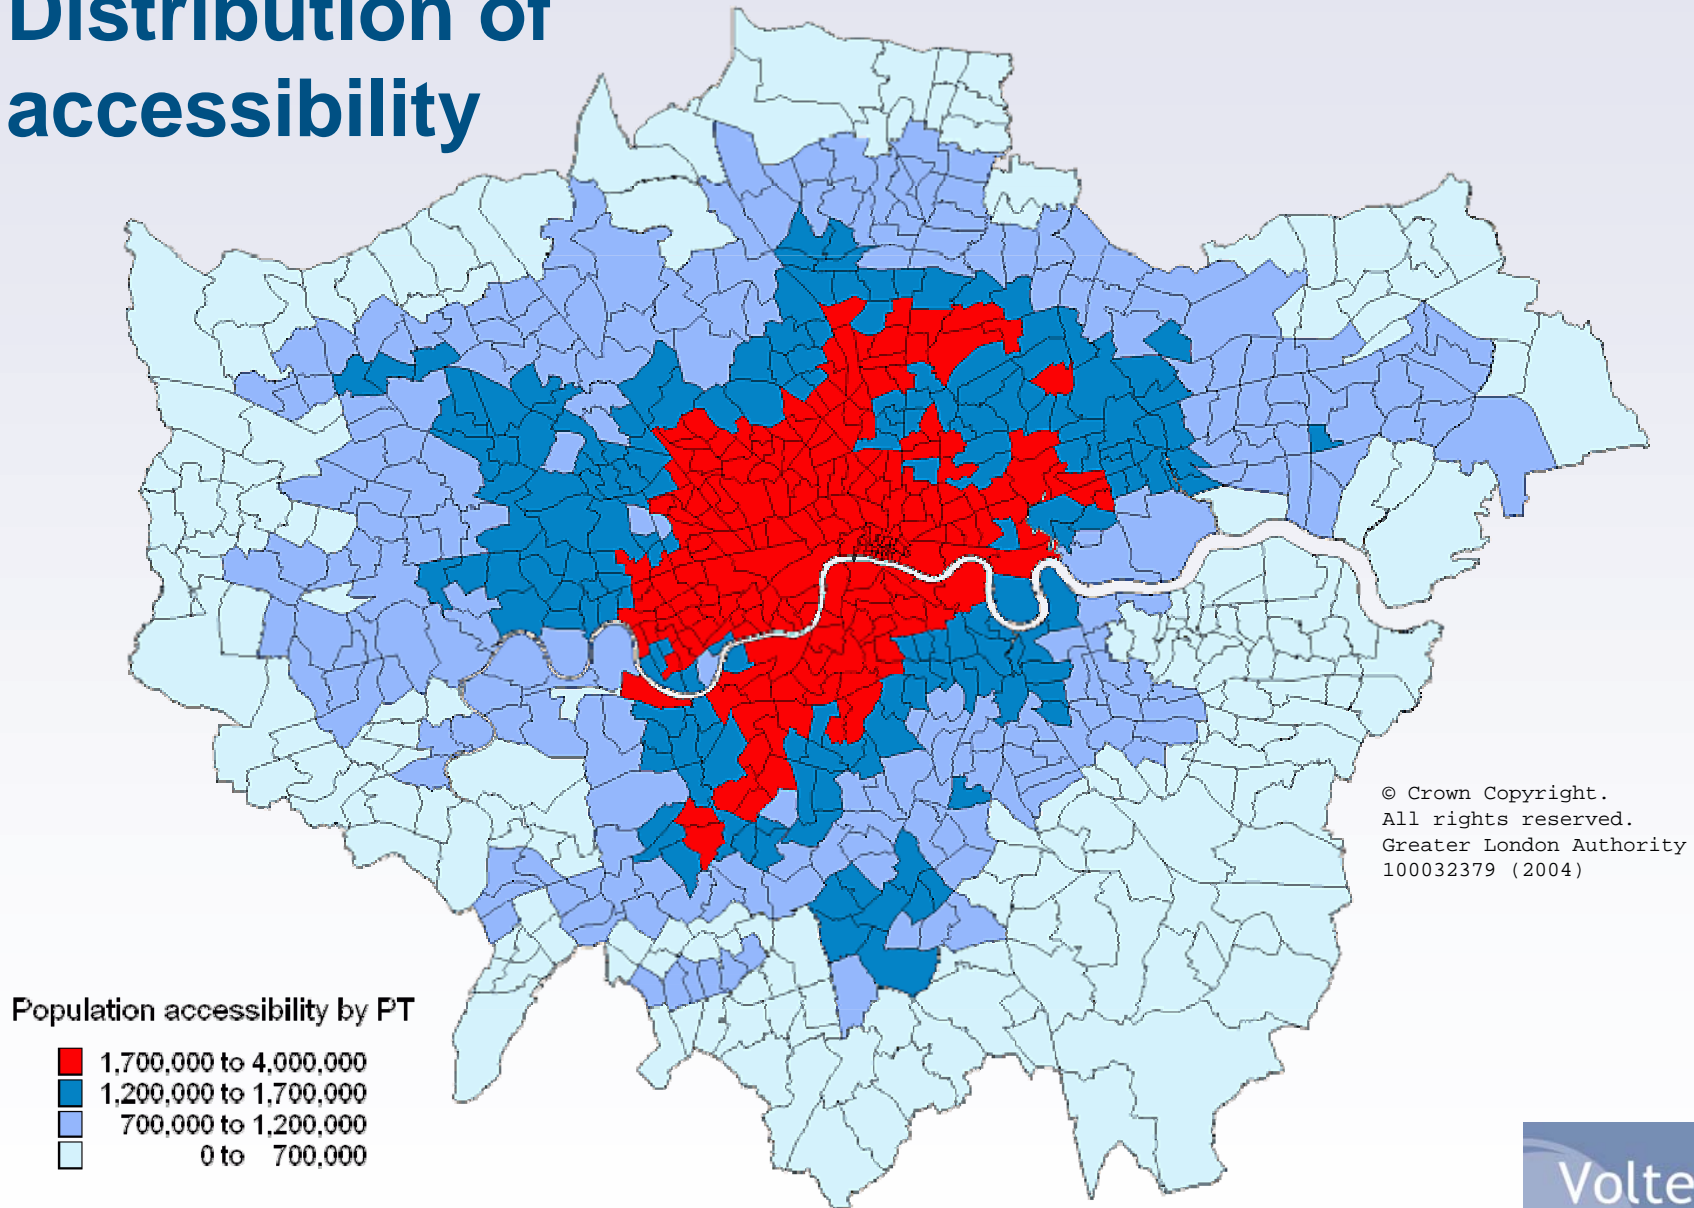 Distribution of
accessibility
© Crown Copyright.
All rights reserved.
Greater London Authority
100032379 (2004)
Population accessibility by PT
1,700,000 to 4,000,000
1,200,000 to 1,700,000
700,000 to 1,200,000
0 to 700,000
Volte